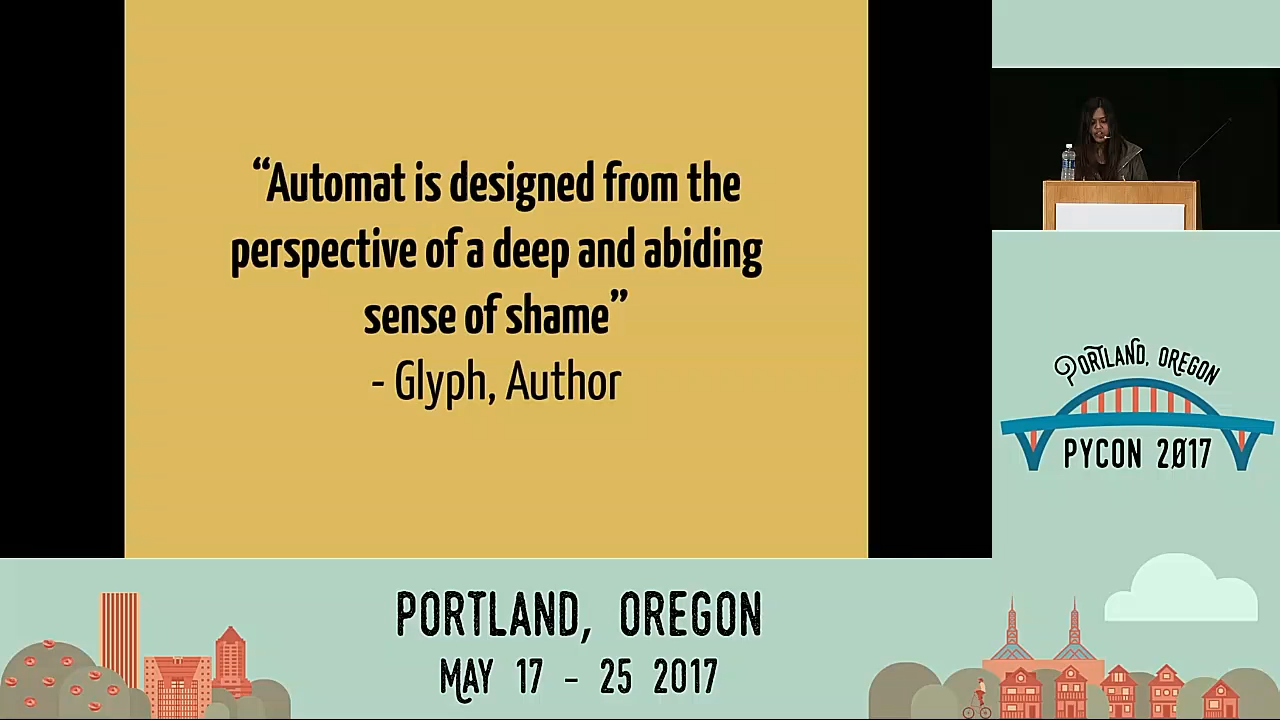 “Automat is designed from the
perspective of a deep and abiding
sense of shame”
- Glyph, Author
PORTLAND, OREGON
PYCON 2017
PORTLAND, OREGON
MAY 17 - 25 2017